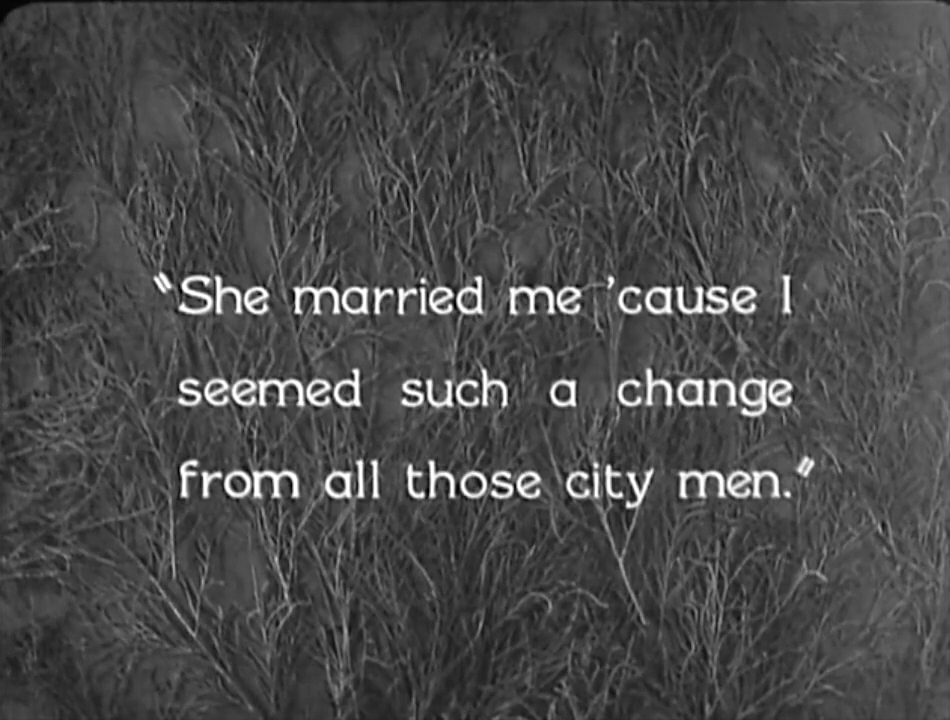 "She married me 'cause I
seemed such a change
from all those city men."